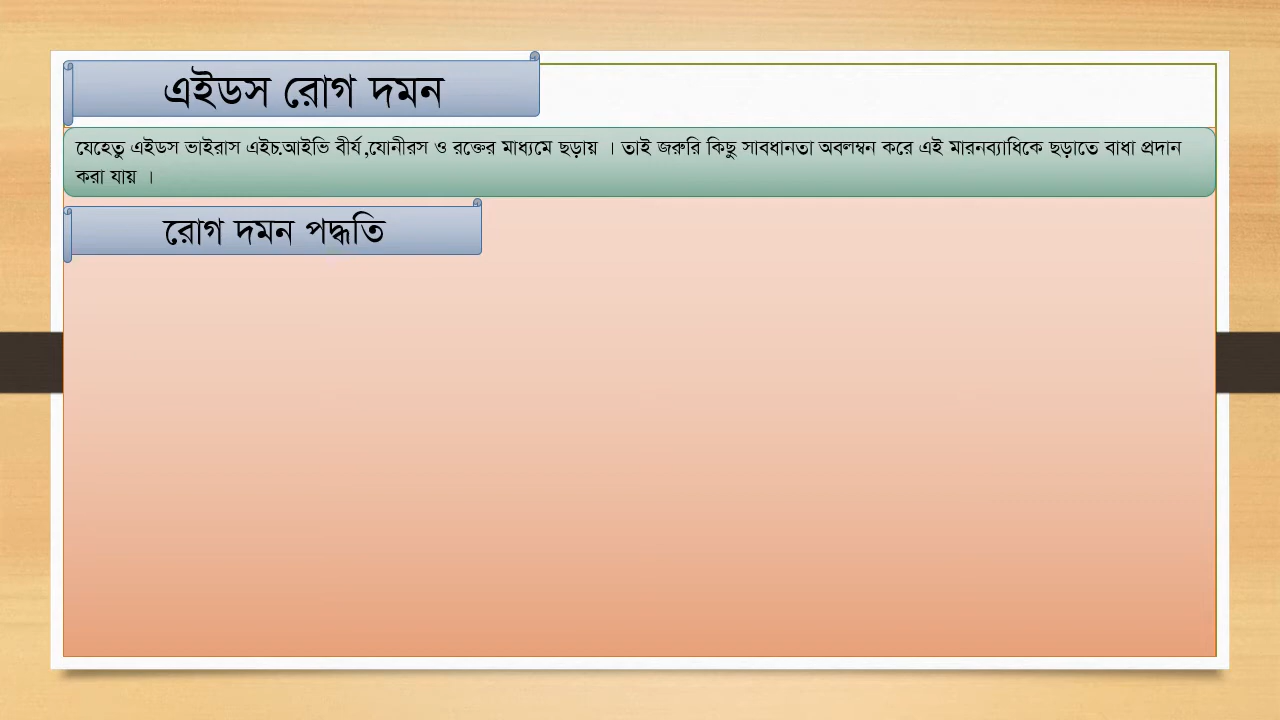 এইডস রোগ দমন
যেহেতু এইডস ভাইরাস এইচ.আইভি বীর্য,যোনীরস ও রক্তের মাধ্যমে ছড়ায় । তাই জরুরি কিছু সাবধানতা অবলম্বন করে এই মারনব্যাধিকে ছড়াতে বাধা প্রদান
করা যায় ।
রোগ দমন পদ্ধতি